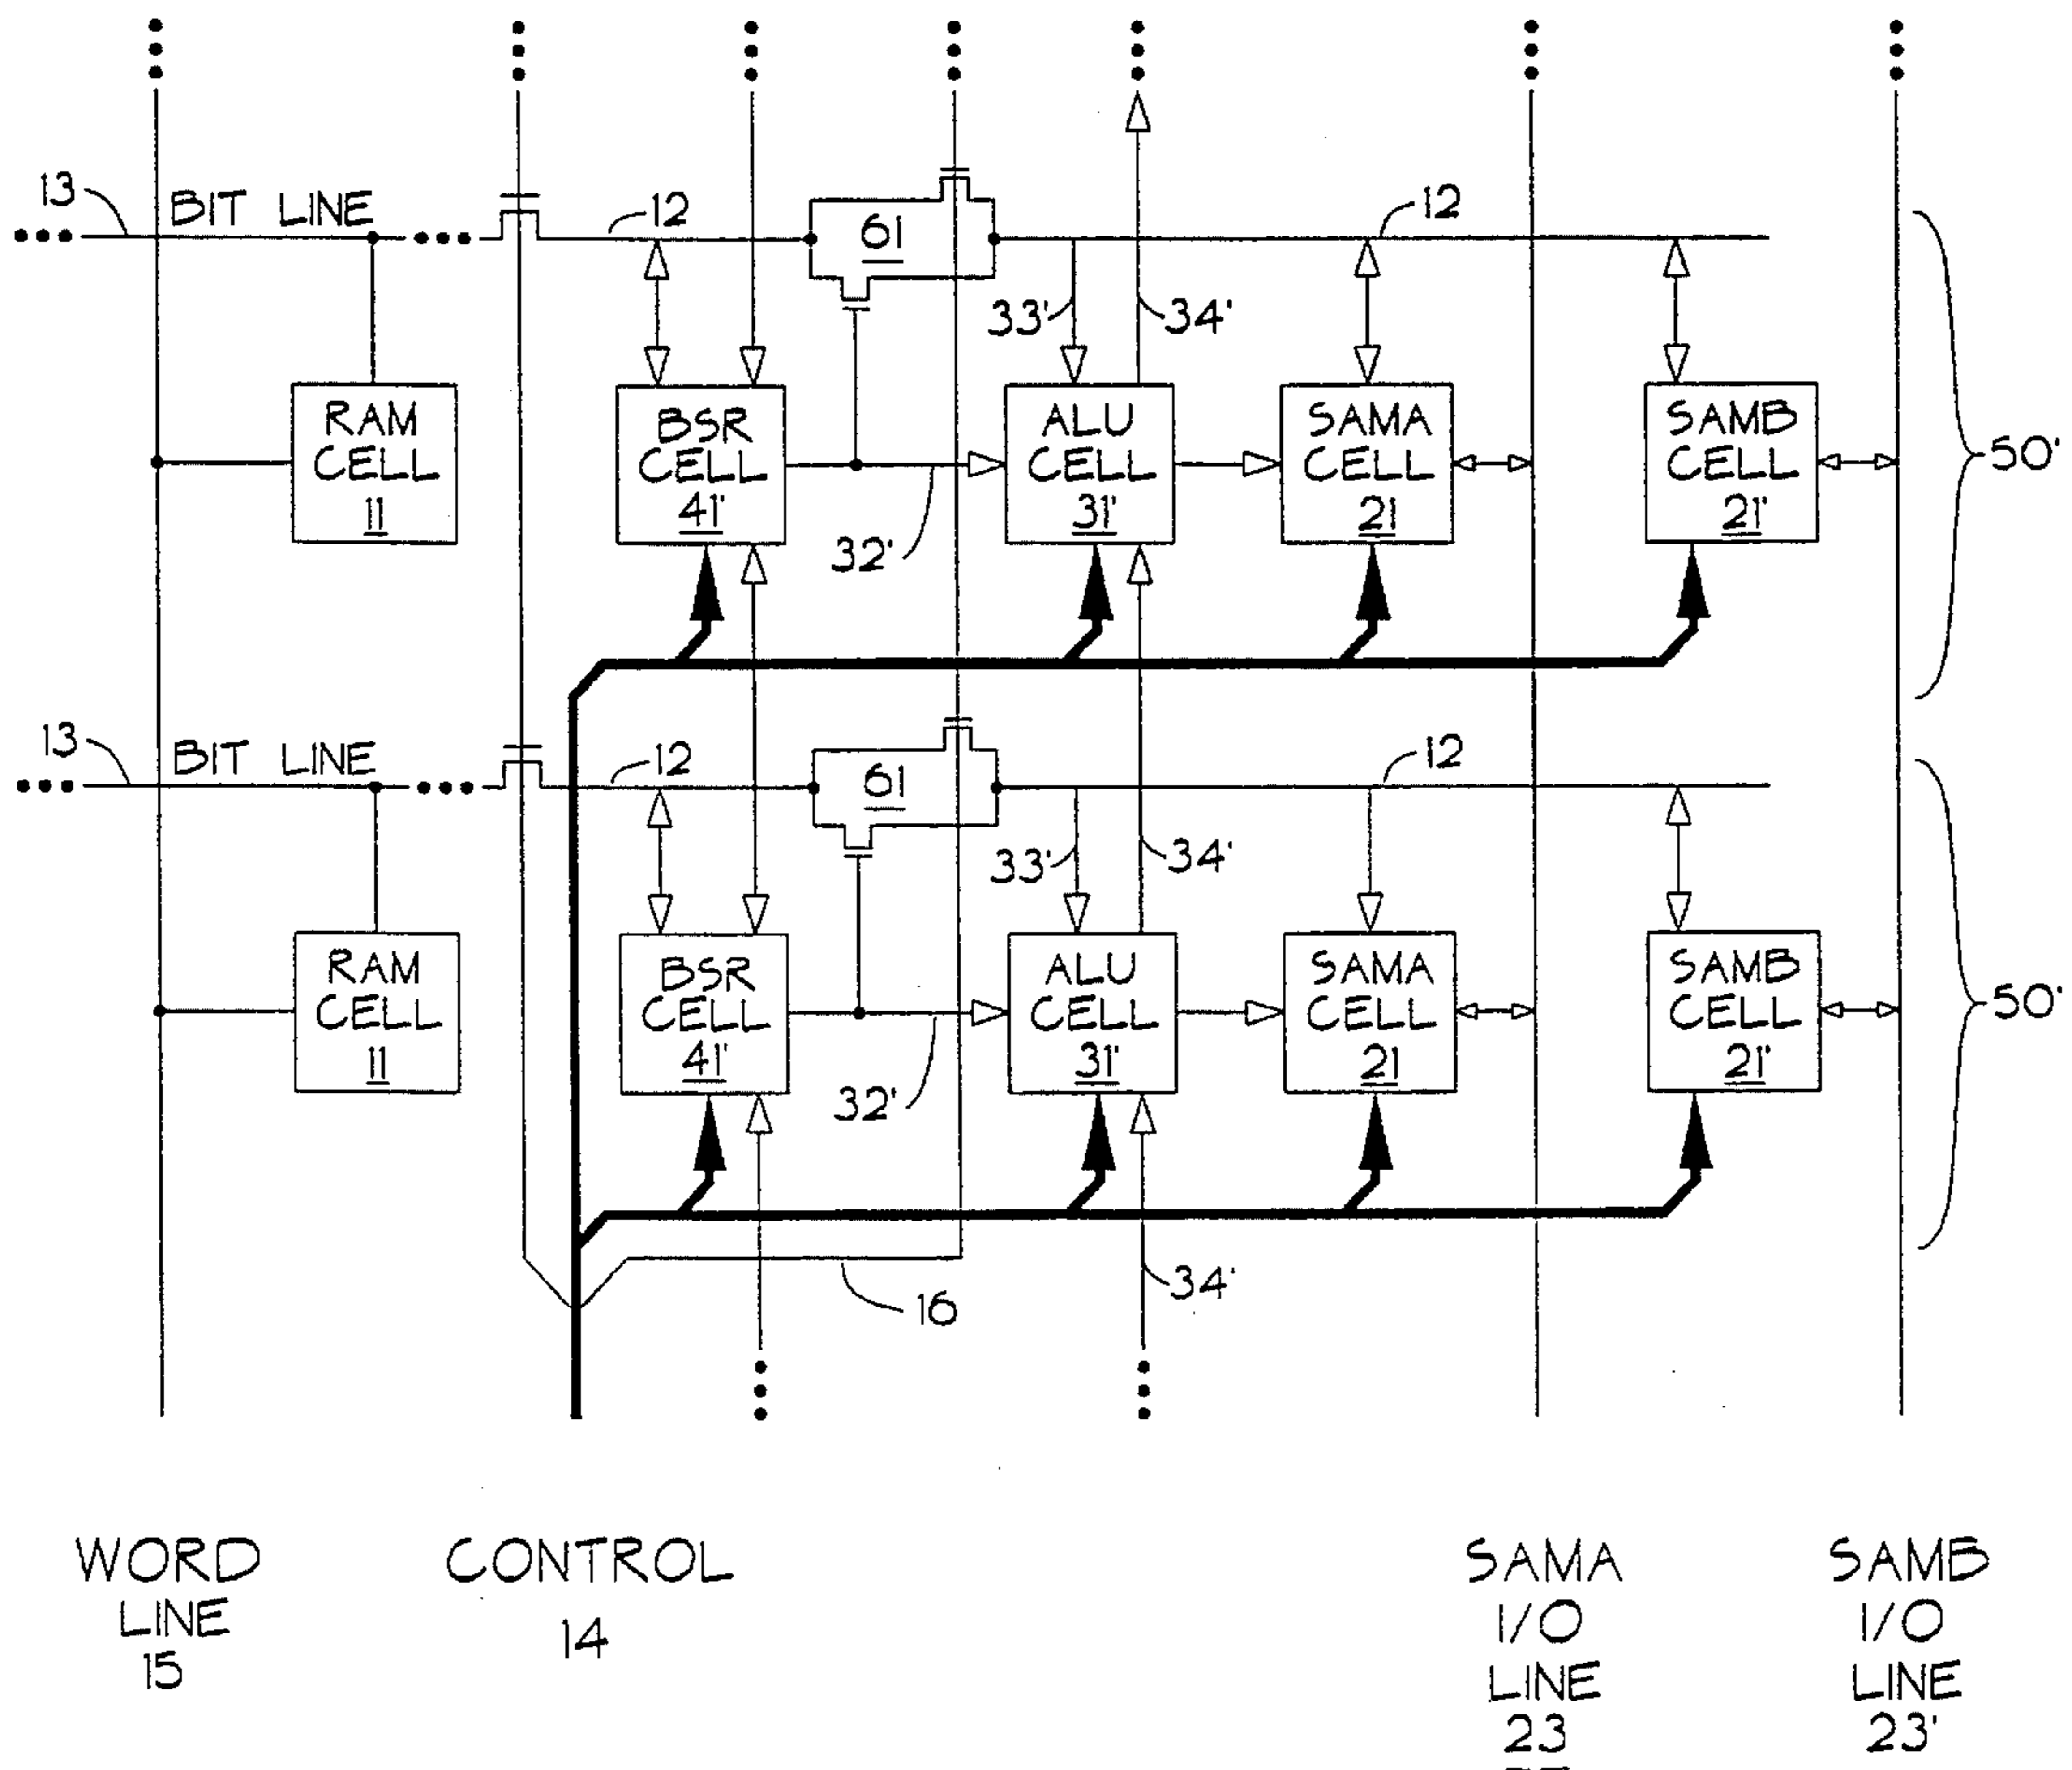 13 BIT LINE 12 61 12
33' 34'
RAM CELL 11
BSR CELL 41'
ALU CELL 31'
SAMA CELL 21
SAMB CELL 21'
50'
32'
13 BIT LINE 12 61 12
33' 34'
RAM CELL 11
BSR CELL 41'
ALU CELL 31'
SAMA CELL 21
SAMB CELL 21'
50'
32'
16 34'
WORD LINE 15
CONTROL 14
SAMA I/O LINE 23
SAMB I/O LINE 23'